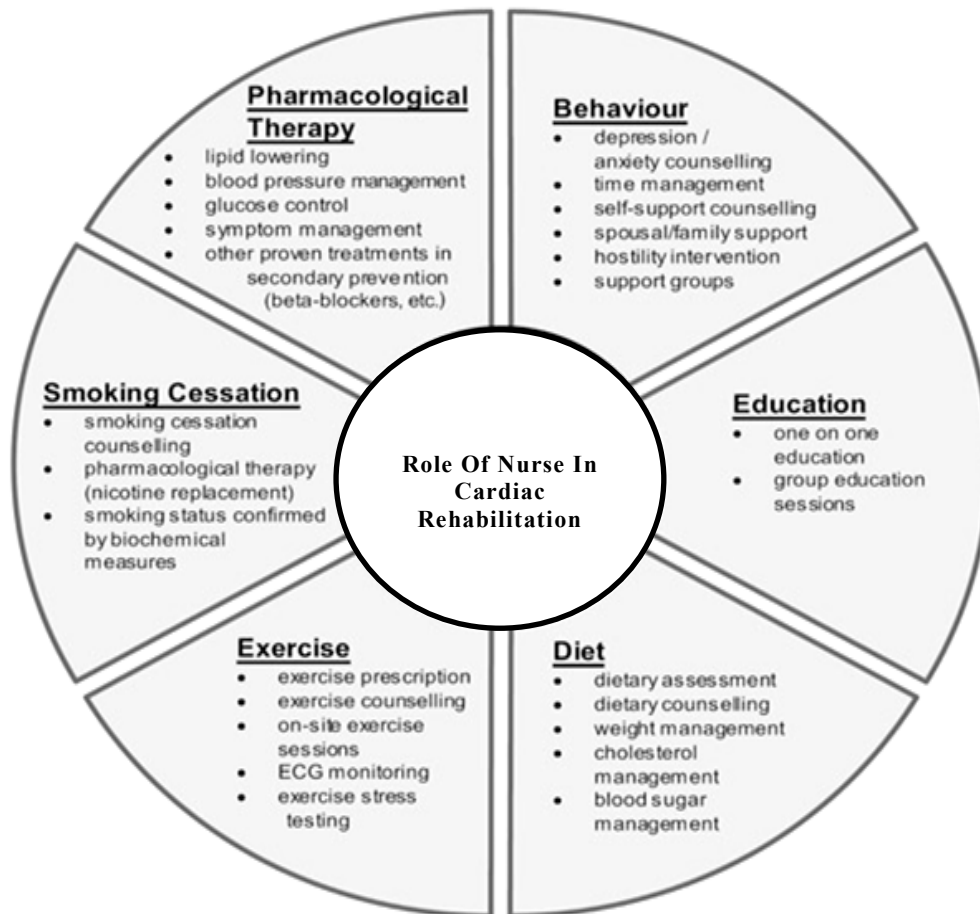 Pharmacological
Therapy
• lipid lowering
• blood pressure management
• glucose control
• symptom management
• other proven treatments in
secondary prevention
(beta-blockers, etc.)
Behaviour
• depression /
anxiety counselling
• time management
• self-support counselling
• spousal/family support
• hostility intervention
• support groups
Smoking Cessation
• smoking cessation
counselling
• pharmacological therapy
(nicotine replacement)
• smoking status confirmed
by biochemical
measures
Role Of Nurse In
Cardiac
Rehabilitation
Education
• one on one
education
• group education
sessions
Exercise
• exercise prescription
• exercise counselling
• on-site exercise
sessions
• ECG monitoring
• exercise stress
testing
Diet
• dietary assessment
• dietary counselling
• weight management
• cholesterol
management
• blood sugar
management